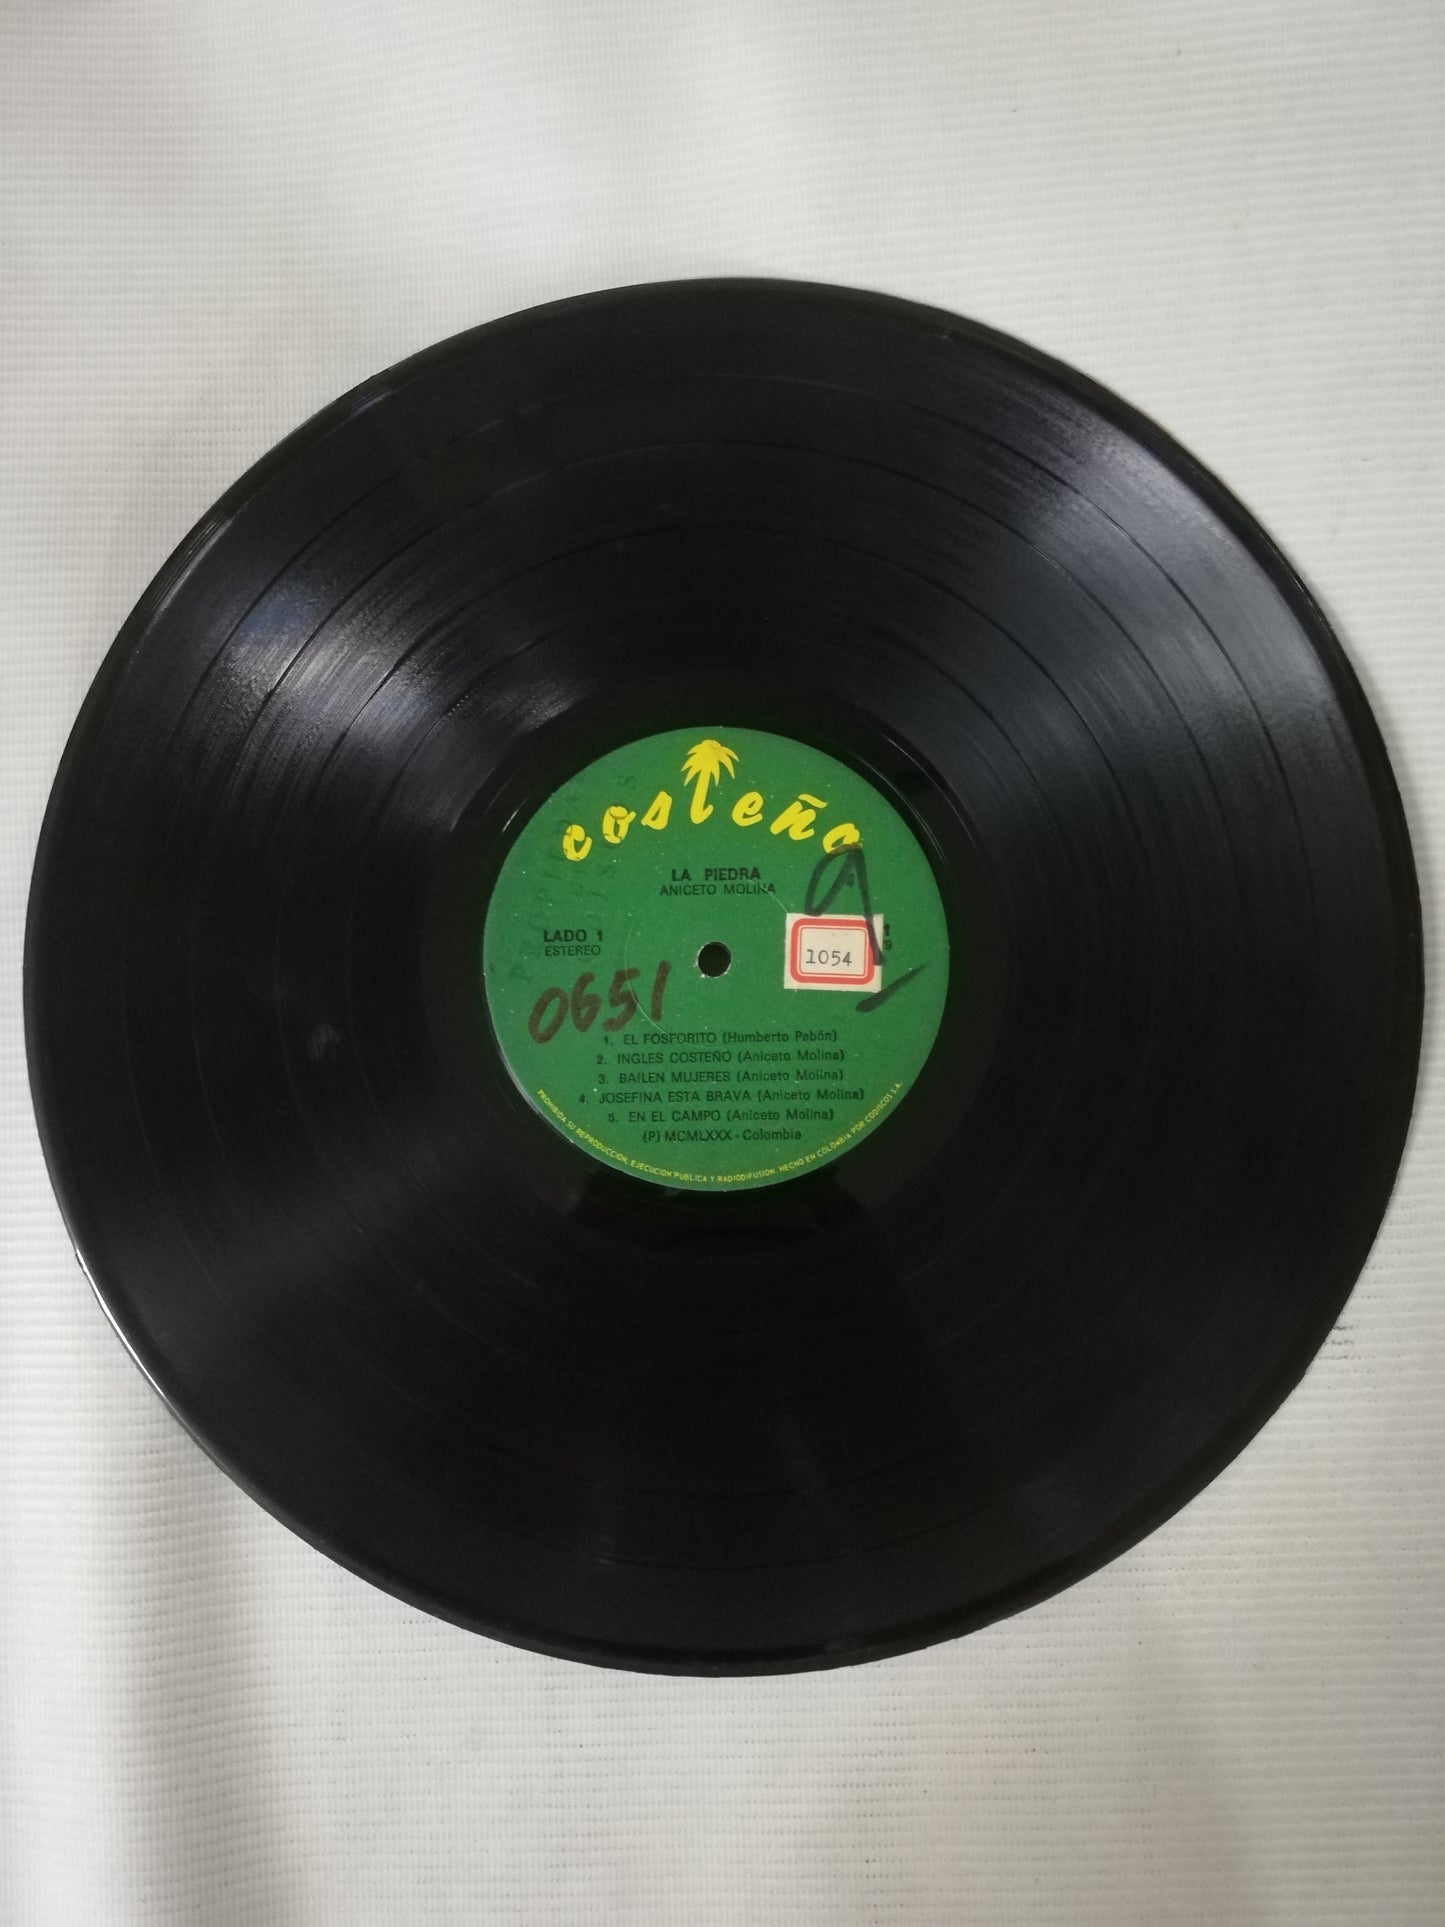 costeño
LA PIEDRA
ANICETO MOLINA
LADO 1
ESTEREO
1054
0651
1. EL FOSFORITO (Humberto Pabón)
2. INGLES COSTEÑO (Aniceto Molina)
3. BAILEN MUJERES (Aniceto Molina)
4. JOSEFINA ESTA BRAVA (Aniceto Molina)
5. EN EL CAMPO (Aniceto Molina)
(P) MCMLXXX - Colombia
PROHIBIDA SU REPRODUCCION, EJECUCION PUBLICA Y RADIODIFUSION. HECHO EN COLOMBIA POR CODISCOS S.A.